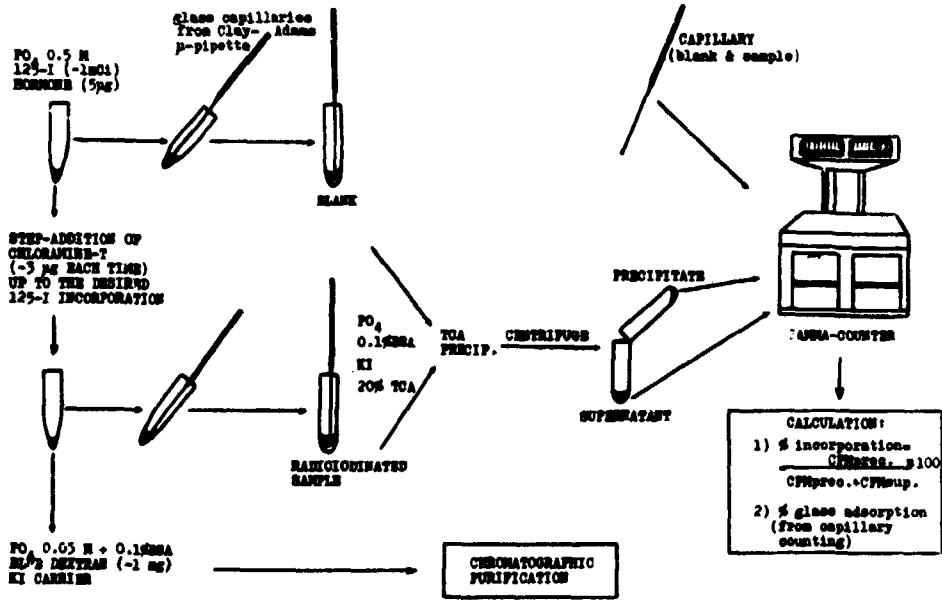 glass capillaries
from Clay- Adams
µ-pipette
PO4 0.5 M
125-I (~1mCi)
HORMONE (5µg)
CAPILLARY
(blank & sample)
BLANK
STEP-ADDITION OF
CHLORAMINE-T
(~3 µg EACH TIME)
UP TO THE DESIRED
125-I INCORPORATION
PRECIPITATE
PO4
0.1%BSA
KI
20% TCA
TCA
PRECIP.
CENTRIFUGE
SUPERNATANT
GAMMA-COUNTER
RADIOIODINATED
SAMPLE
CALCULATION:
1) % incorporation=
CPMprec. x100
CPMprec.+CPMsup.
2) % glass adsorption
(from capillary
counting)
PO4 0.05 M + 0.1%BSA
BLUE DEXTRAN (~1 mg)
KI CARRIER
CHROMATOGRAPHIC
PURIFICATION